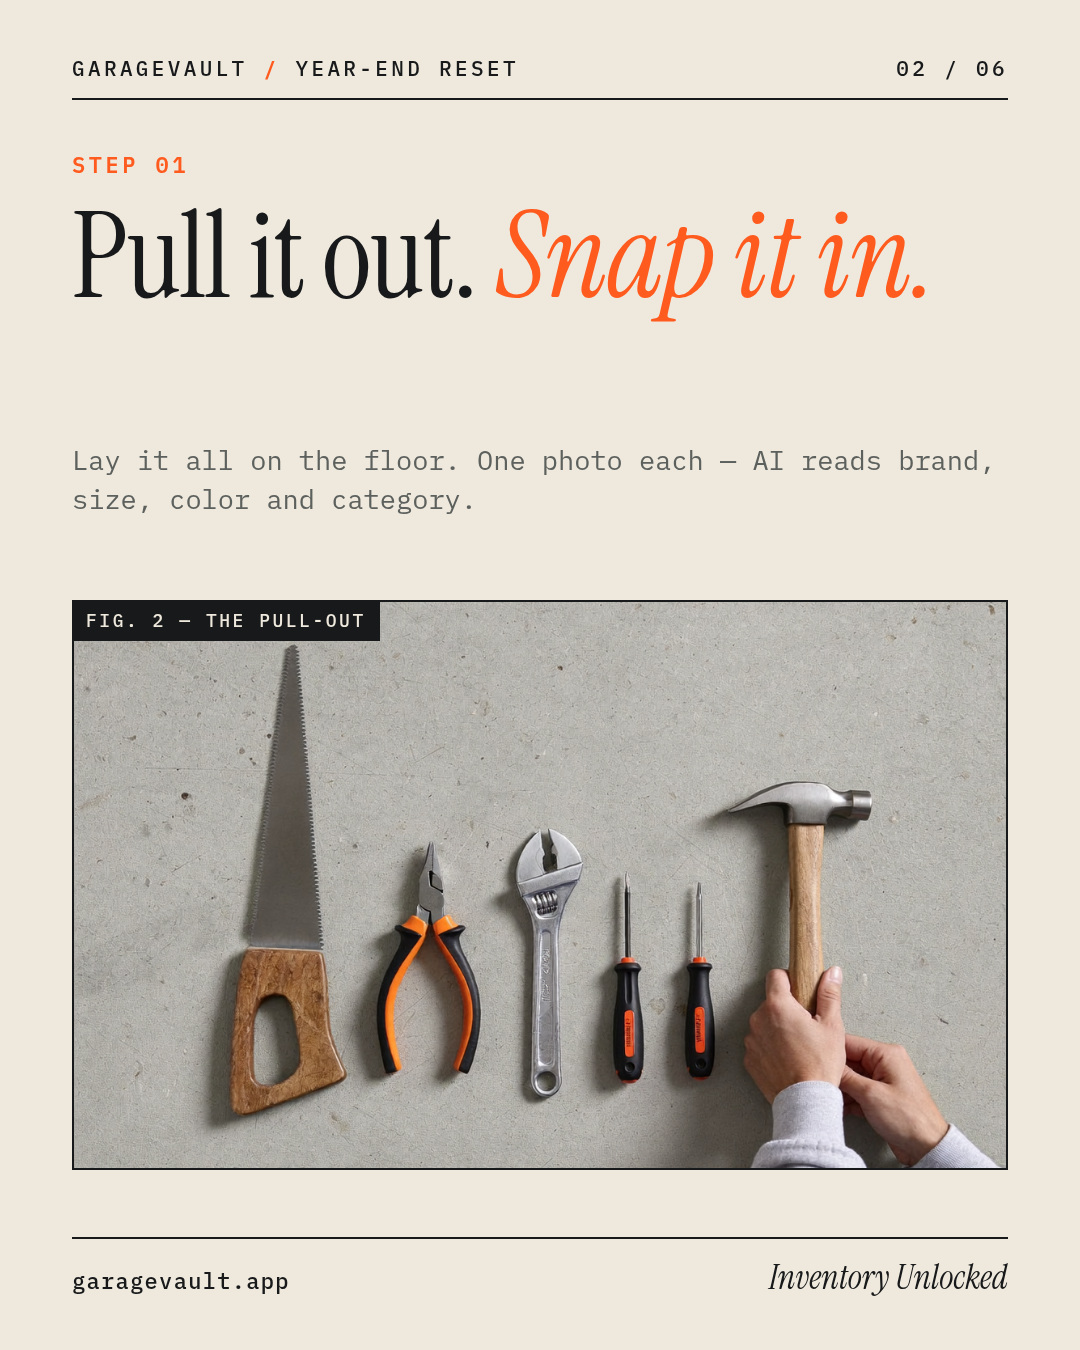 GARAGEVAULT / YEAR-END RESET
02 / 06
STEP 01
Pull it out. Snap it in.
Lay it all on the floor. One photo each — AI reads brand,
size, color and category.
FIG. 2 — THE PULL-OUT
garagevault.app
Inventory Unlocked